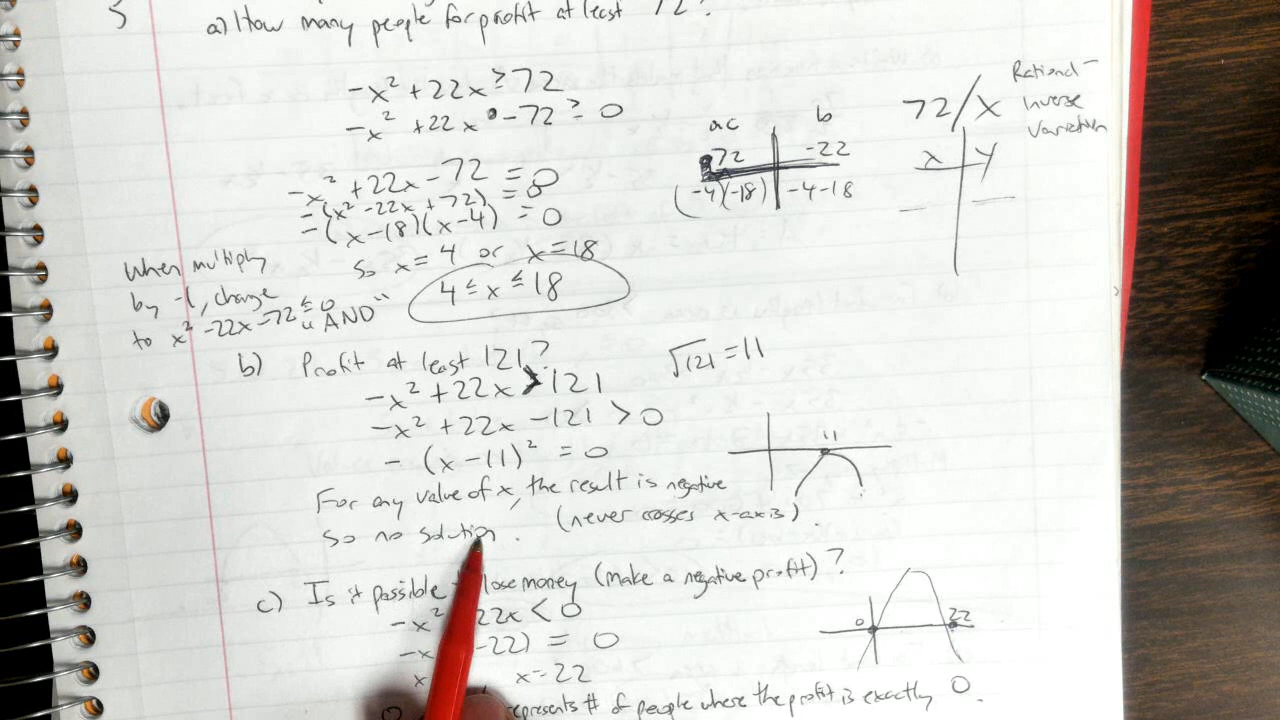 5
a) How many people for profit at least 72?
-x² + 22x ≥ 72
-x² + 22x - 72 ≥ 0
-x² + 22x - 72 = 0
-(x² - 22x + 72) = 0
-(x-18)(x-4) = 0
so x = 4 or x = 18
4 ≤ x ≤ 18
When multiply
by -1, change
to x² - 22x - 72 ≤ 0
"AND"
ac b
72 -22
(-4)(-18) -4-18
72/x
Rational-
Inverse
Variation
x y
b) Profit at least 121?
√121 = 11
-x² + 22x > 121
-x² + 22x - 121 > 0
-(x-11)² = 0
11
For any value of x, the result is negative
so no solution. (never crosses x-axis).
c) Is it possible lose money (make a negative profit)?
-x² 22x < 0
-x -22) = 0
x x = 22
0 22
represents # of people where the profit is exactly 0.